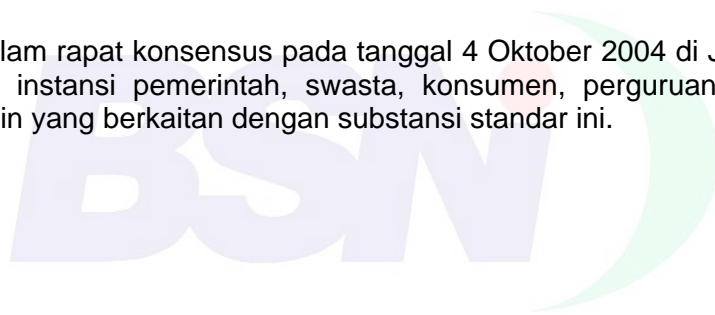 lam rapat konsensus pada tanggal 4 Oktober 2004 di J
instansi pemerintah, swasta, konsumen, perguruan
in yang berkaitan dengan substansi standar ini.
BSN